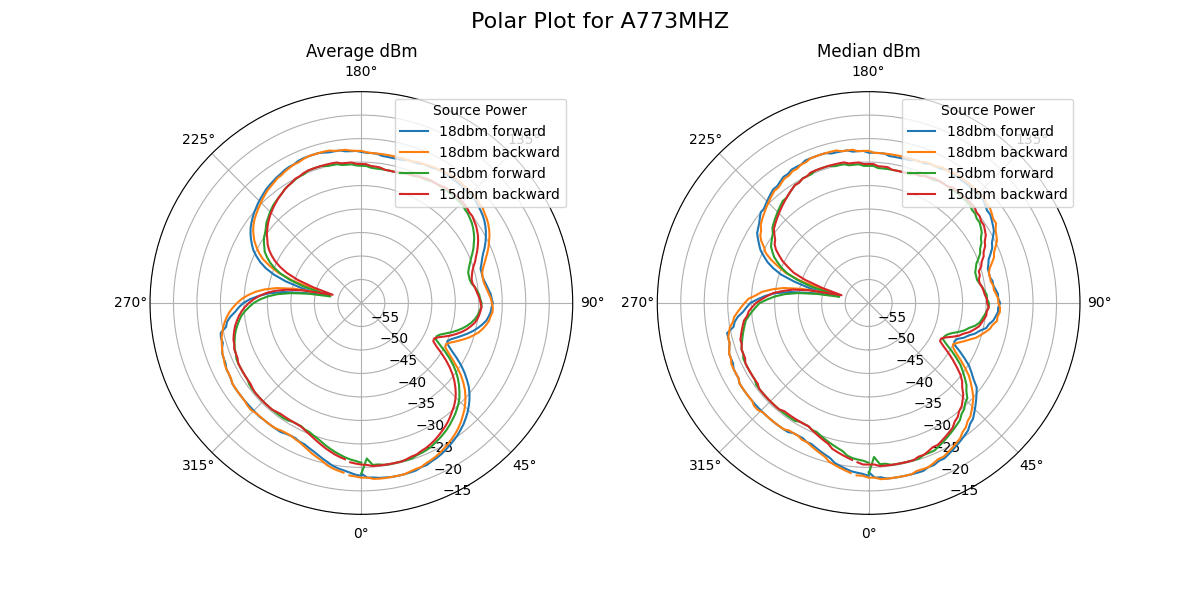 Polar Plot for A773MHZ
Average dBm
180°
225°
135°
Source Power
18dbm forward
18dbm backward
15dbm forward
15dbm backward
270°
90°
−55
−50
−45
−40
−35
−30
−25
−20
−15
315°
45°
0°
Median dBm
180°
225°
135°
Source Power
18dbm forward
18dbm backward
15dbm forward
15dbm backward
270°
90°
−55
−50
−45
−40
−35
−30
−25
−20
−15
315°
45°
0°